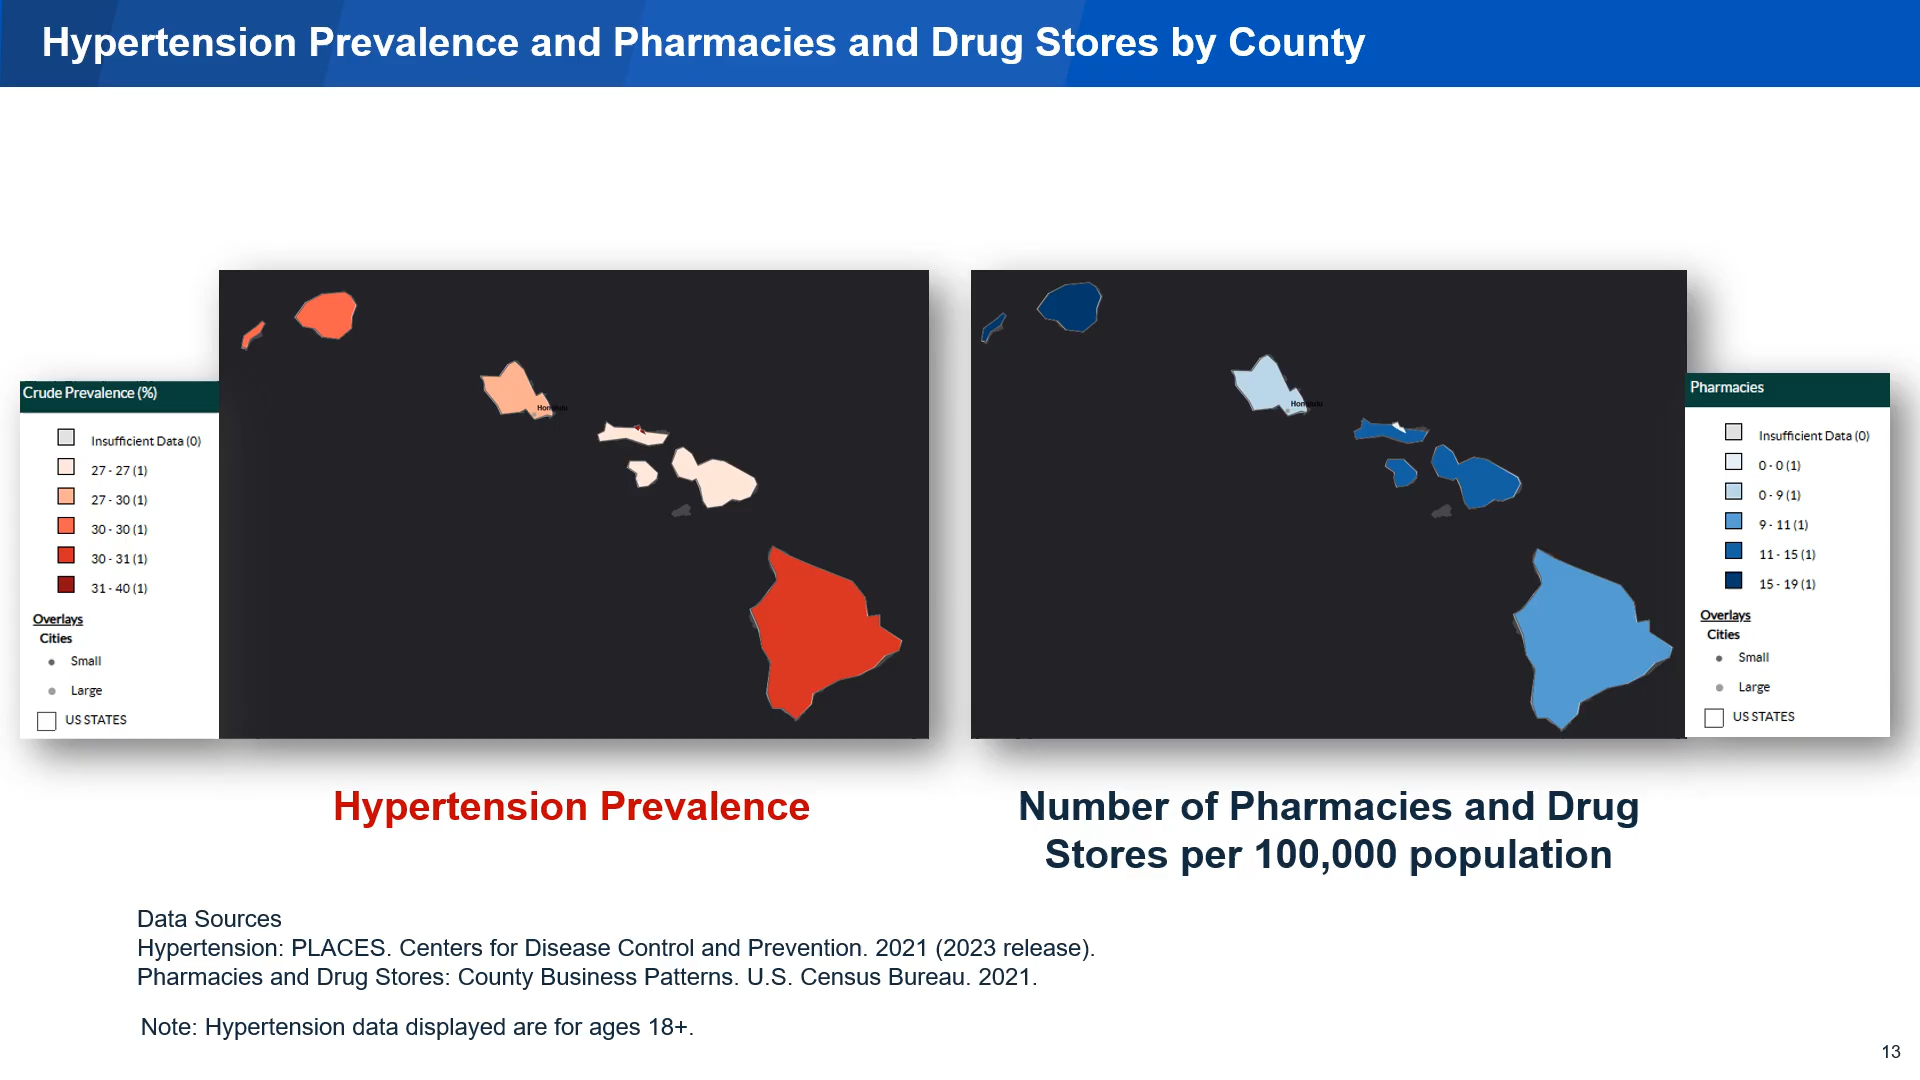 Hypertension Prevalence and Pharmacies and Drug Stores by County
Crude Prevalence (%)
Insufficient Data (0)
27 - 27 (1)
27 - 30 (1)
30 - 30 (1)
30 - 31 (1)
31 - 40 (1)
Overlays
Cities
Small
Large
US STATES
Honolulu
Honolulu
Pharmacies
Insufficient Data (0)
0 - 0 (1)
0 - 9 (1)
9 - 11 (1)
11 - 15 (1)
15 - 19 (1)
Overlays
Cities
Small
Large
US STATES
Hypertension Prevalence
Number of Pharmacies and Drug
Stores per 100,000 population
Data Sources
Hypertension: PLACES. Centers for Disease Control and Prevention. 2021 (2023 release).
Pharmacies and Drug Stores: County Business Patterns. U.S. Census Bureau. 2021.
Note: Hypertension data displayed are for ages 18+.
13